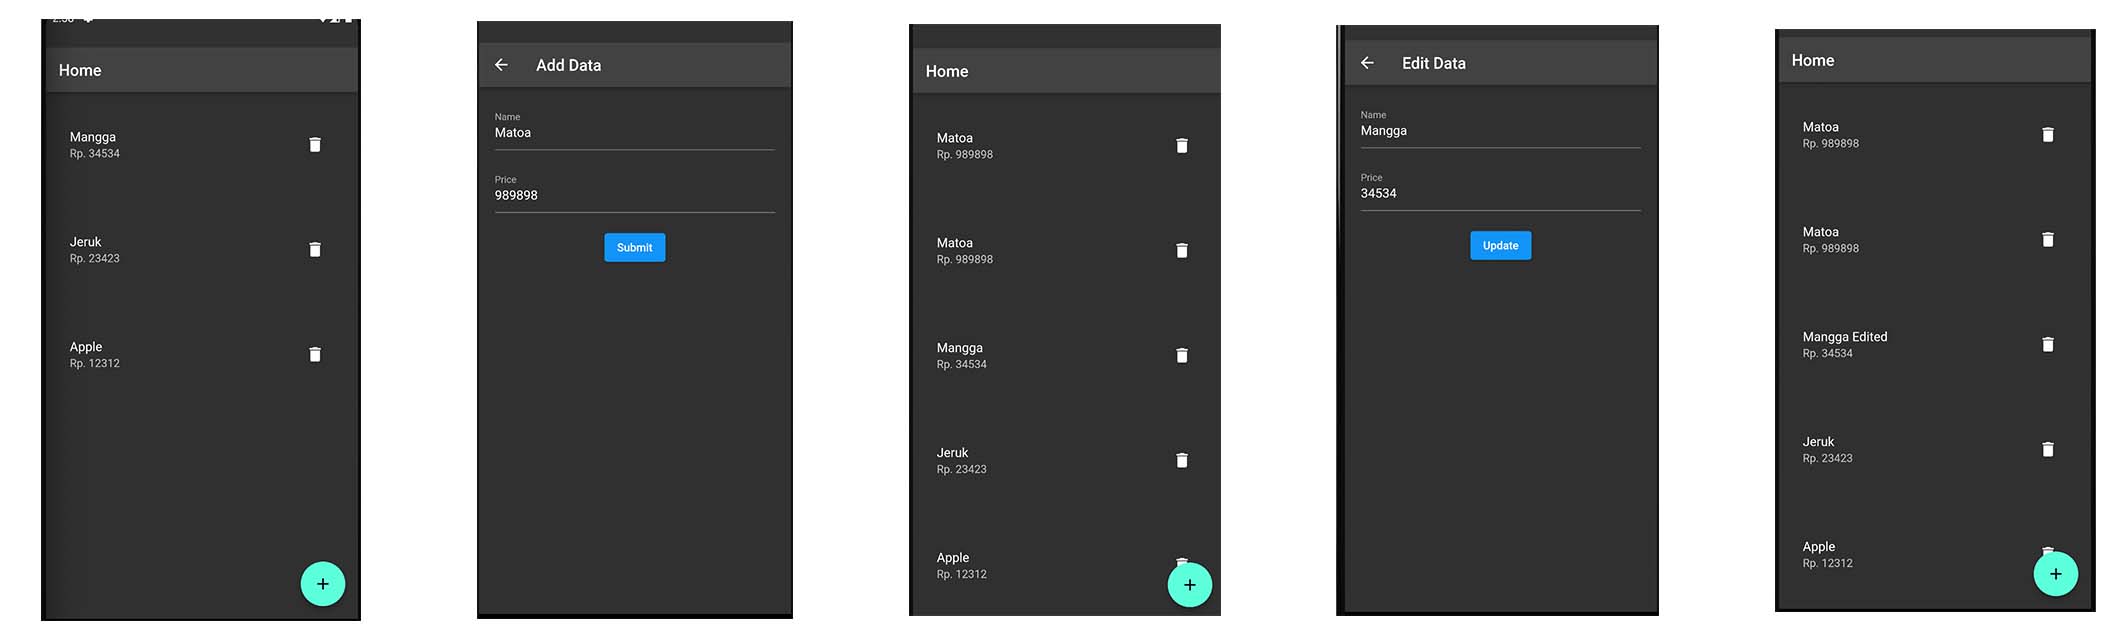 Home
Mangga
Rp. 34534
Jeruk
Rp. 23423
Apple
Rp. 12312
+
Add Data
Name
Matoa
Price
989898
Submit
Home
Matoa
Rp. 989898
Matoa
Rp. 989898
Mangga
Rp. 34534
Jeruk
Rp. 23423
Apple
Rp. 12312
+
Edit Data
Name
Mangga
Price
34534
Update
Home
Matoa
Rp. 989898
Matoa
Rp. 989898
Mangga Edited
Rp. 34534
Jeruk
Rp. 23423
Apple
Rp. 12312
+